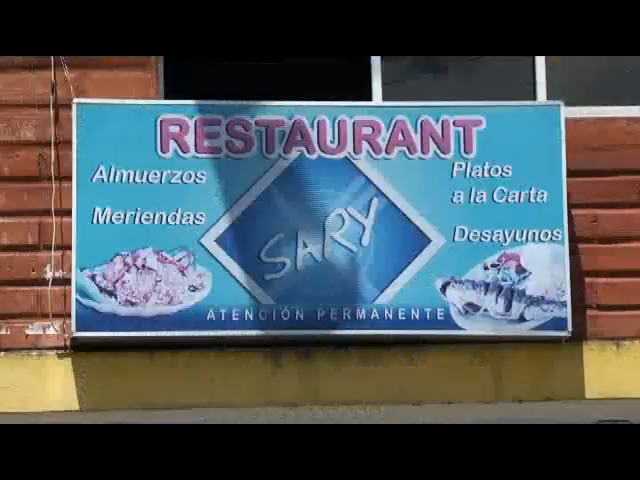 RESTAURANT
Almuerzos
Meriendas
SARY
Platos
a la Carta
Desayunos
ATENCIÓN PERMANENTE